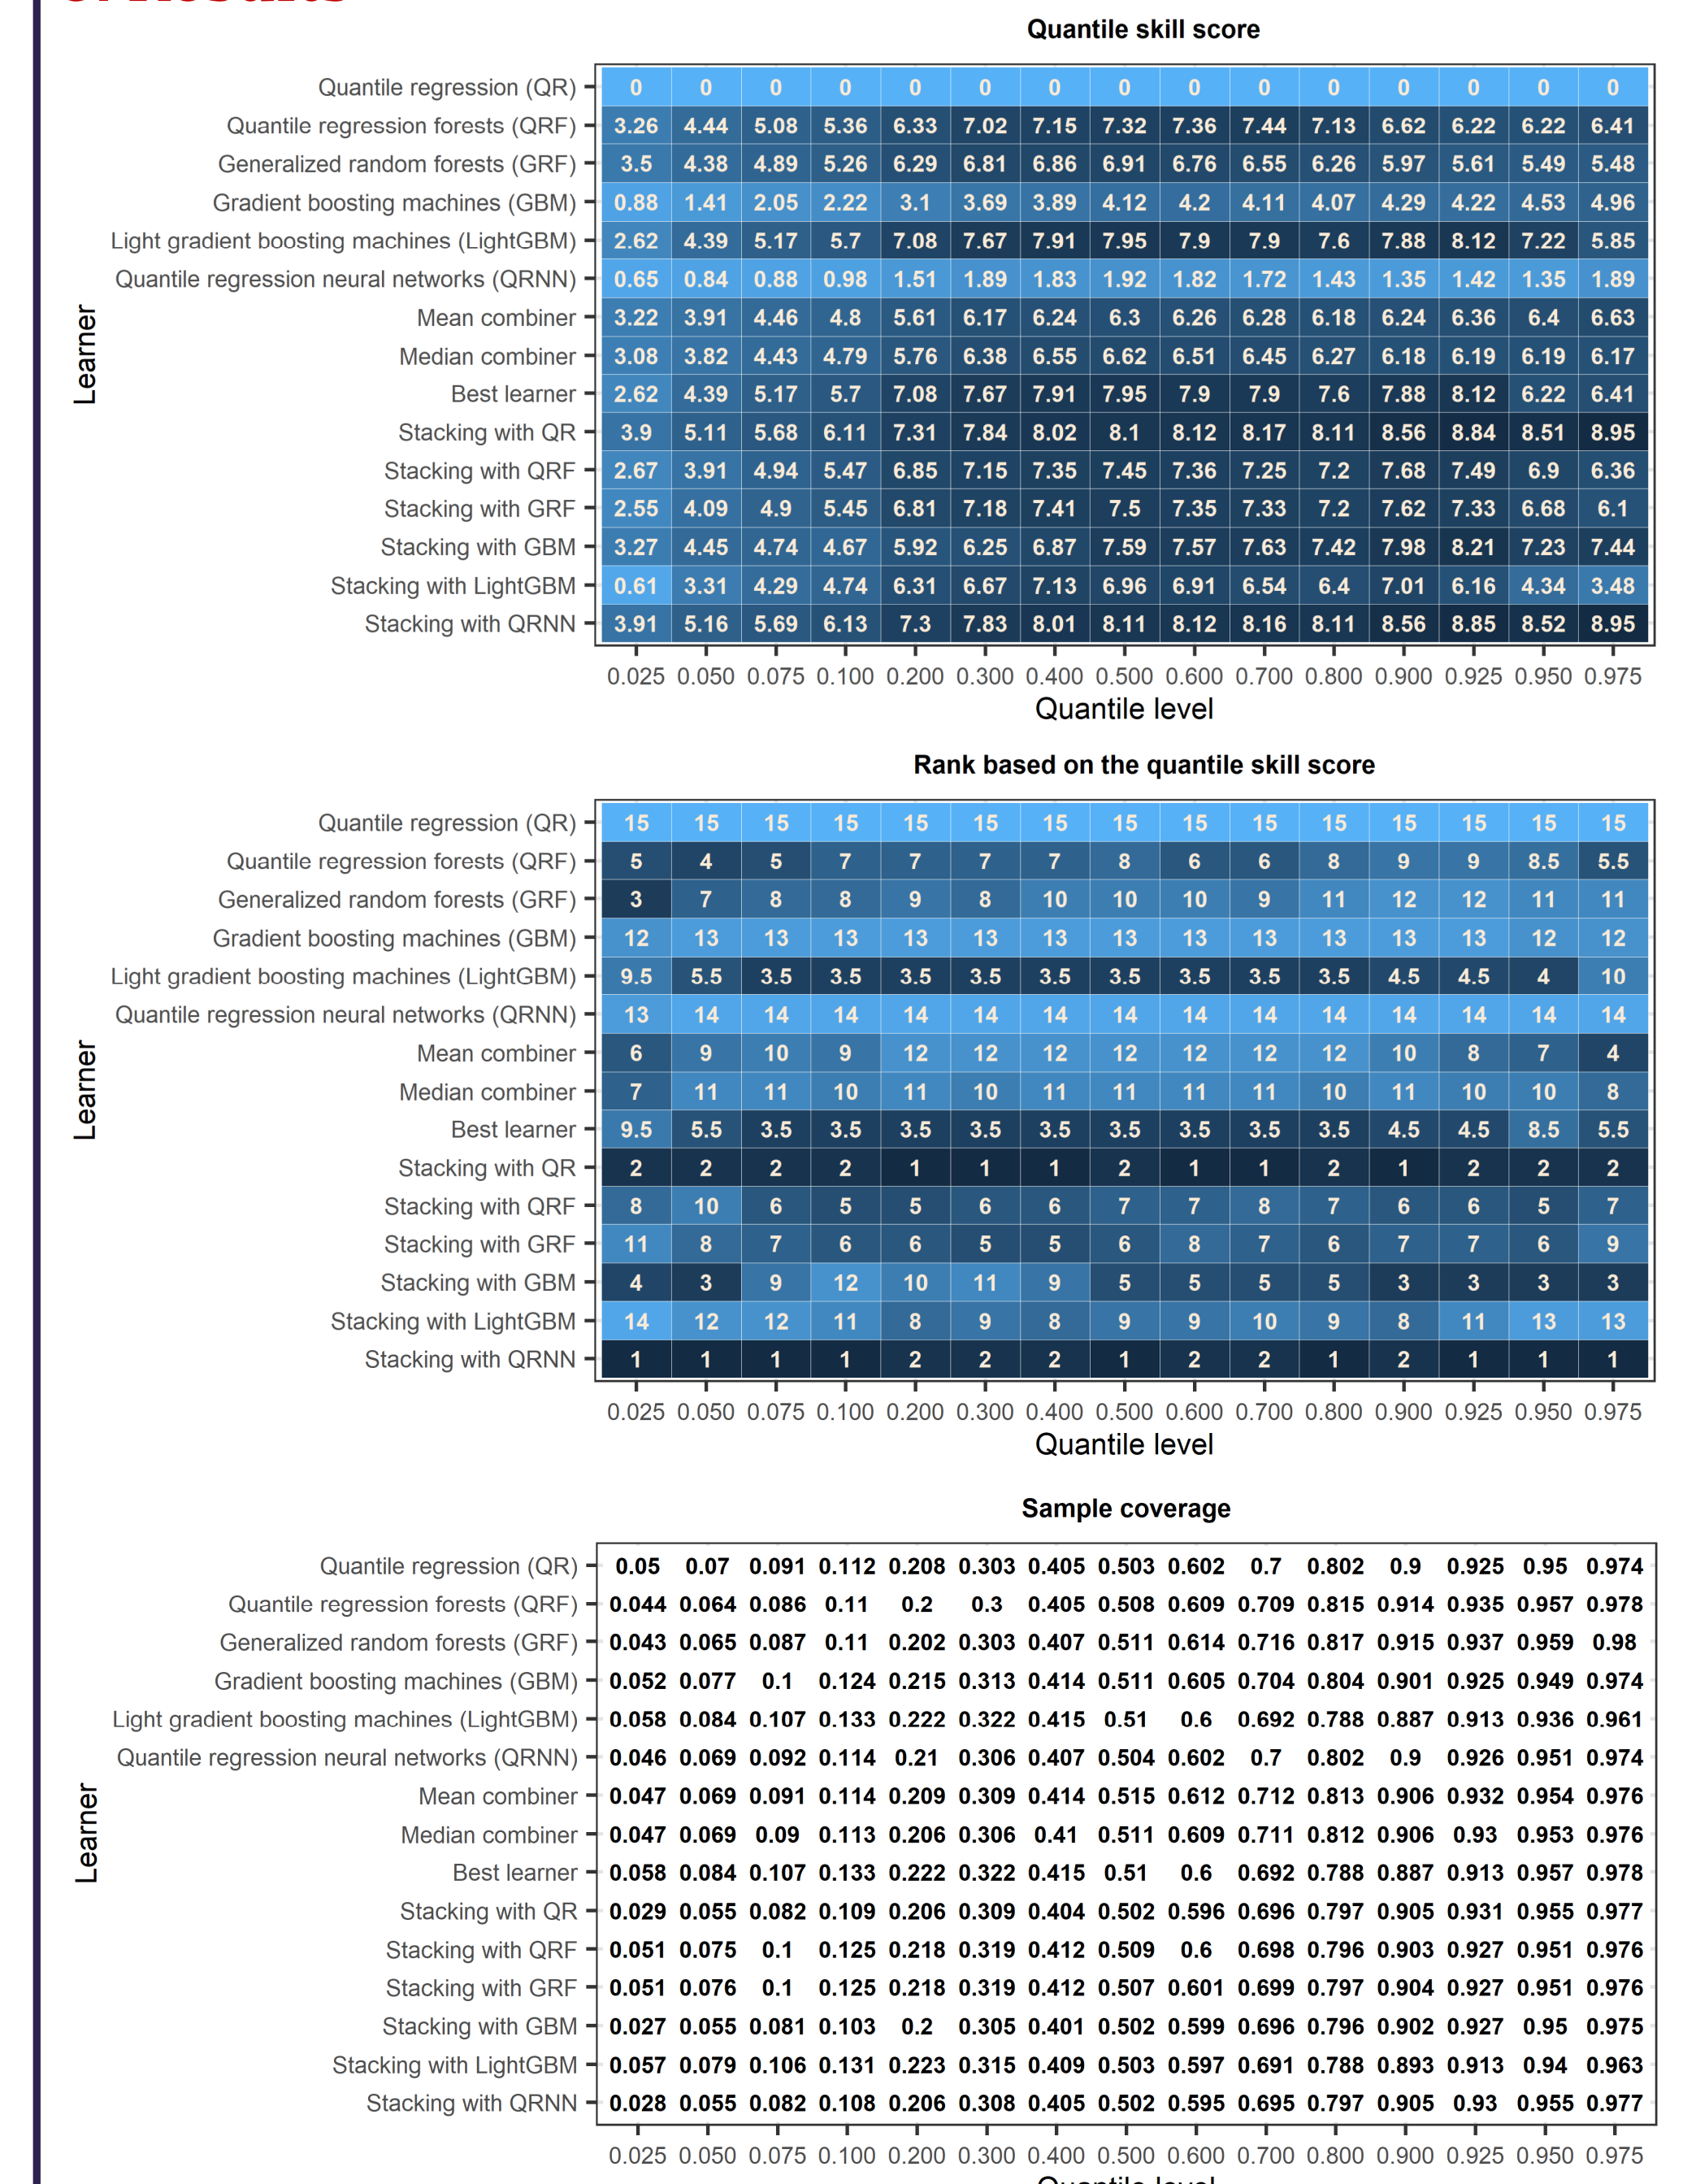 Quantile skill score
Quantile regression (QR) 0 0 0 0 0 0 0 0 0 0 0 0 0 0 0
Quantile regression forests (QRF) 3.26 4.44 5.08 5.36 6.33 7.02 7.15 7.32 7.36 7.44 7.13 6.62 6.22 6.22 6.41
Generalized random forests (GRF) 3.5 4.38 4.89 5.26 6.29 6.81 6.86 6.91 6.76 6.55 6.26 5.97 5.61 5.49 5.48
Gradient boosting machines (GBM) 0.88 1.41 2.05 2.22 3.1 3.69 3.89 4.12 4.2 4.11 4.07 4.29 4.22 4.53 4.96
Light gradient boosting machines (LightGBM) 2.62 4.39 5.17 5.7 7.08 7.67 7.91 7.95 7.9 7.9 7.6 7.88 8.12 7.22 5.85
Quantile regression neural networks (QRNN) 0.65 0.84 0.88 0.98 1.51 1.89 1.83 1.92 1.82 1.72 1.43 1.35 1.42 1.35 1.89
Mean combiner 3.22 3.91 4.46 4.8 5.61 6.17 6.24 6.3 6.26 6.28 6.18 6.24 6.36 6.4 6.63
Median combiner 3.08 3.82 4.43 4.79 5.76 6.38 6.55 6.62 6.51 6.45 6.27 6.18 6.19 6.19 6.17
Best learner 2.62 4.39 5.17 5.7 7.08 7.67 7.91 7.95 7.9 7.9 7.6 7.88 8.12 6.22 6.41
Stacking with QR 3.9 5.11 5.68 6.11 7.31 7.84 8.02 8.1 8.12 8.17 8.11 8.56 8.84 8.51 8.95
Stacking with QRF 2.67 3.91 4.94 5.47 6.85 7.15 7.35 7.45 7.36 7.25 7.2 7.68 7.49 6.9 6.36
Stacking with GRF 2.55 4.09 4.9 5.45 6.81 7.18 7.41 7.5 7.35 7.33 7.2 7.62 7.33 6.68 6.1
Stacking with GBM 3.27 4.45 4.74 4.67 5.92 6.25 6.87 7.59 7.57 7.63 7.42 7.98 8.21 7.23 7.44
Stacking with LightGBM 0.61 3.31 4.29 4.74 6.31 6.67 7.13 6.96 6.91 6.54 6.4 7.01 6.16 4.34 3.48
Stacking with QRNN 3.91 5.16 5.69 6.13 7.3 7.83 8.01 8.11 8.12 8.16 8.11 8.56 8.85 8.52 8.95
0.025 0.050 0.075 0.100 0.200 0.300 0.400 0.500 0.600 0.700 0.800 0.900 0.925 0.950 0.975
Quantile level
Learner
Rank based on the quantile skill score
Quantile regression (QR) 15 15 15 15 15 15 15 15 15 15 15 15 15 15 15
Quantile regression forests (QRF) 5 4 5 7 7 7 7 8 6 6 8 9 9 8.5 5.5
Generalized random forests (GRF) 3 7 8 8 9 8 10 10 10 9 11 12 12 11 11
Gradient boosting machines (GBM) 12 13 13 13 13 13 13 13 13 13 13 13 13 12 12
Light gradient boosting machines (LightGBM) 9.5 5.5 3.5 3.5 3.5 3.5 3.5 3.5 3.5 3.5 3.5 4.5 4.5 4 10
Quantile regression neural networks (QRNN) 13 14 14 14 14 14 14 14 14 14 14 14 14 14 14
Mean combiner 6 9 10 9 12 12 12 12 12 12 12 10 8 7 4
Median combiner 7 11 11 10 11 10 11 11 11 11 10 11 10 10 8
Best learner 9.5 5.5 3.5 3.5 3.5 3.5 3.5 3.5 3.5 3.5 3.5 4.5 4.5 8.5 5.5
Stacking with QR 2 2 2 2 1 1 1 2 1 1 2 1 2 2 2
Stacking with QRF 8 10 6 5 5 6 6 7 7 8 7 6 6 5 7
Stacking with GRF 11 8 7 6 6 5 5 6 8 7 6 7 7 6 9
Stacking with GBM 4 3 9 12 10 11 9 5 5 5 5 3 3 3 3
Stacking with LightGBM 14 12 12 11 8 9 8 9 9 10 9 8 11 13 13
Stacking with QRNN 1 1 1 1 2 2 2 1 2 2 1 2 1 1 1
0.025 0.050 0.075 0.100 0.200 0.300 0.400 0.500 0.600 0.700 0.800 0.900 0.925 0.950 0.975
Quantile level
Learner
Sample coverage
Quantile regression (QR) 0.05 0.07 0.091 0.112 0.208 0.303 0.405 0.503 0.602 0.7 0.802 0.9 0.925 0.95 0.974
Quantile regression forests (QRF) 0.044 0.064 0.086 0.11 0.2 0.3 0.405 0.508 0.609 0.709 0.815 0.914 0.935 0.957 0.978
Generalized random forests (GRF) 0.043 0.065 0.087 0.11 0.202 0.303 0.407 0.511 0.614 0.716 0.817 0.915 0.937 0.959 0.98
Gradient boosting machines (GBM) 0.052 0.077 0.1 0.124 0.215 0.313 0.414 0.511 0.605 0.704 0.804 0.901 0.925 0.949 0.974
Light gradient boosting machines (LightGBM) 0.058 0.084 0.107 0.133 0.222 0.322 0.415 0.51 0.6 0.692 0.788 0.887 0.913 0.936 0.961
Quantile regression neural networks (QRNN) 0.046 0.069 0.092 0.114 0.21 0.306 0.407 0.504 0.602 0.7 0.802 0.9 0.926 0.951 0.974
Mean combiner 0.047 0.069 0.091 0.114 0.209 0.309 0.414 0.515 0.612 0.712 0.813 0.906 0.932 0.954 0.976
Median combiner 0.047 0.069 0.09 0.113 0.206 0.306 0.41 0.511 0.609 0.711 0.812 0.906 0.93 0.953 0.976
Best learner 0.058 0.084 0.107 0.133 0.222 0.322 0.415 0.51 0.6 0.692 0.788 0.887 0.913 0.957 0.978
Stacking with QR 0.029 0.055 0.082 0.109 0.206 0.309 0.404 0.502 0.596 0.696 0.797 0.905 0.931 0.955 0.977
Stacking with QRF 0.051 0.075 0.1 0.125 0.218 0.319 0.412 0.509 0.6 0.698 0.796 0.903 0.927 0.951 0.976
Stacking with GRF 0.051 0.076 0.1 0.125 0.218 0.319 0.412 0.507 0.601 0.699 0.797 0.904 0.927 0.951 0.976
Stacking with GBM 0.027 0.055 0.081 0.103 0.2 0.305 0.401 0.502 0.599 0.696 0.796 0.902 0.927 0.95 0.975
Stacking with LightGBM 0.057 0.079 0.106 0.131 0.223 0.315 0.409 0.503 0.597 0.691 0.788 0.893 0.913 0.94 0.963
Stacking with QRNN 0.028 0.055 0.082 0.108 0.206 0.308 0.405 0.502 0.595 0.695 0.797 0.905 0.93 0.955 0.977
0.025 0.050 0.075 0.100 0.200 0.300 0.400 0.500 0.600 0.700 0.800 0.900 0.925 0.950 0.975
Learner